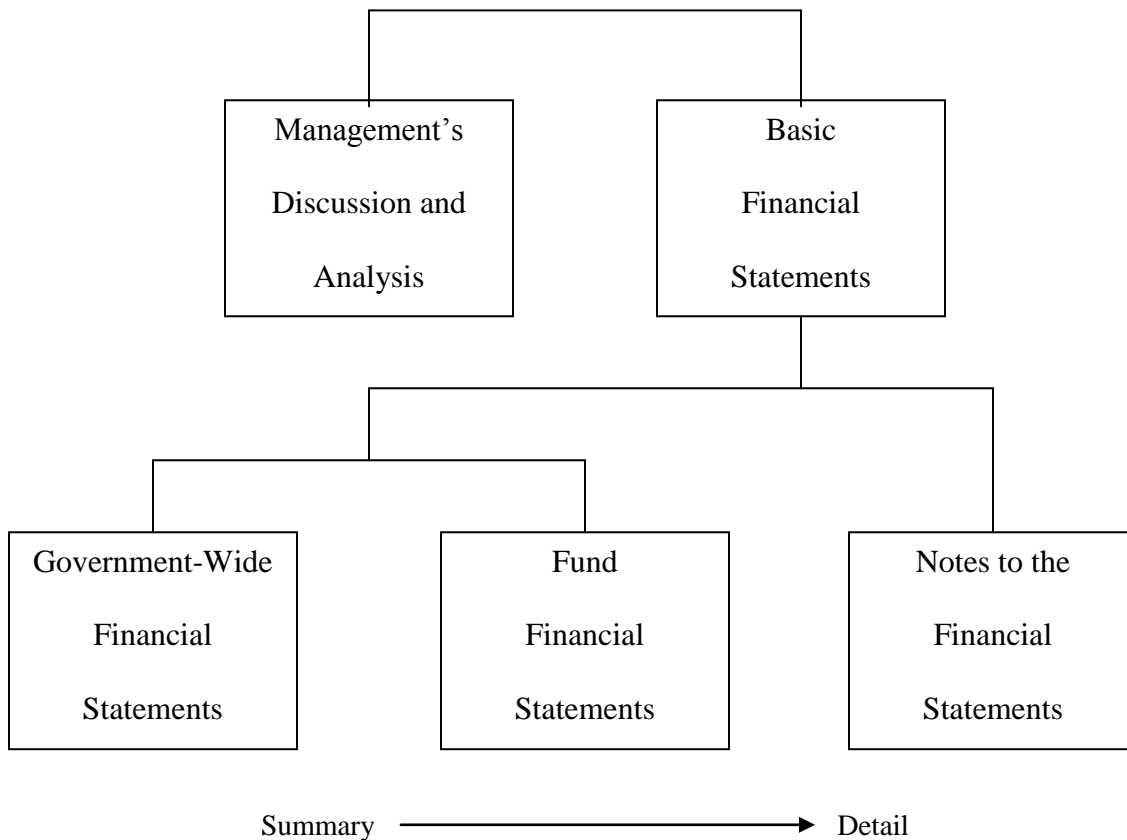 Management’s
Discussion and
Analysis
Basic
Financial
Statements
Government-Wide
Financial
Statements
Fund
Financial
Statements
Notes to the
Financial
Statements
Summary
Detail